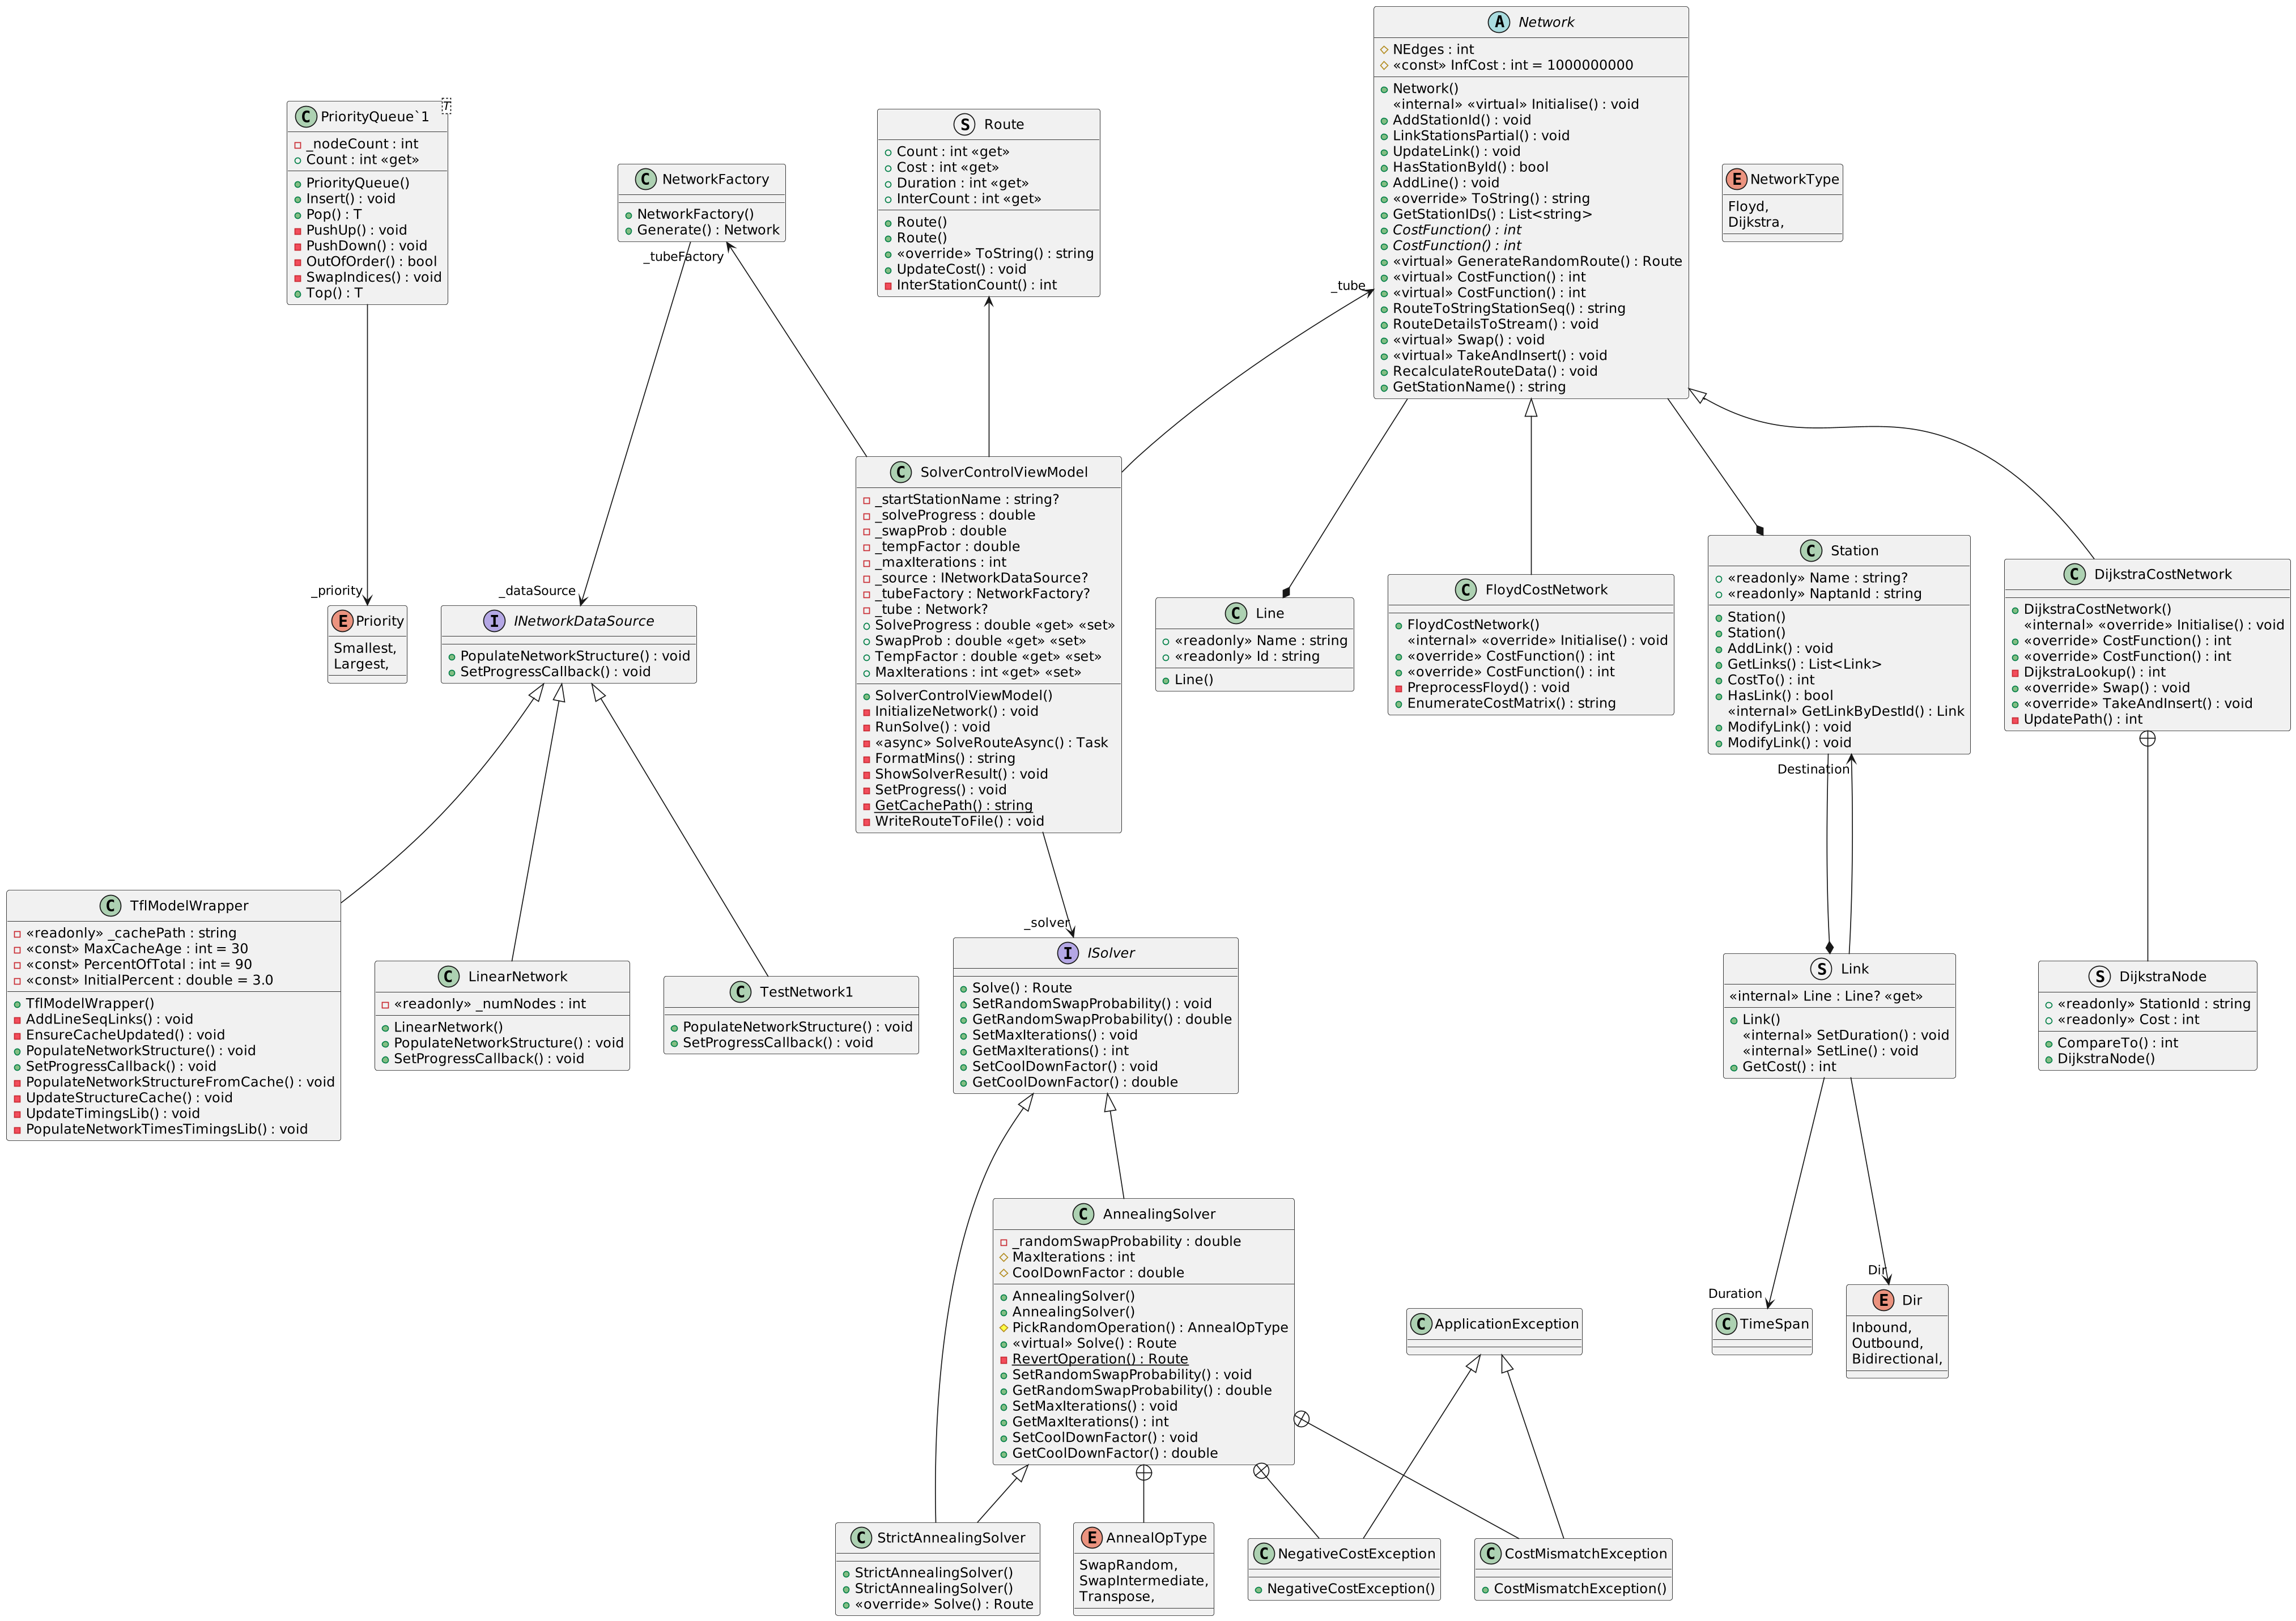 A Network
NEdges : int
«const» InfCost : int = 1000000000
Network()
«internal» «virtual» Initialise() : void
AddStationId() : void
LinkStationsPartial() : void
UpdateLink() : void
HasStationById() : bool
AddLine() : void
«override» ToString() : string
GetStationIDs() : List<string>
CostFunction() : int
CostFunction() : int
«virtual» GenerateRandomRoute() : Route
«virtual» CostFunction() : int
«virtual» CostFunction() : int
RouteToStringStationSeq() : string
RouteDetailsToStream() : void
«virtual» Swap() : void
«virtual» TakeAndInsert() : void
RecalculateRouteData() : void
GetStationName() : string
C PriorityQueue`1
T
_nodeCount : int
Count : int «get»
PriorityQueue()
Insert() : void
Pop() : T
PushUp() : void
PushDown() : void
OutOfOrder() : bool
SwapIndices() : void
Top() : T
C NetworkFactory
NetworkFactory()
Generate() : Network
S Route
Count : int «get»
Cost : int «get»
Duration : int «get»
InterCount : int «get»
Route()
Route()
«override» ToString() : string
UpdateCost() : void
InterStationCount() : int
E NetworkType
Floyd,
Dijkstra,
_tubeFactory
_tube
C SolverControlViewModel
_startStationName : string?
_solveProgress : double
_swapProb : double
_tempFactor : double
_maxIterations : int
_source : INetworkDataSource?
_tubeFactory : NetworkFactory?
_tube : Network?
SolveProgress : double «get» «set»
SwapProb : double «get» «set»
TempFactor : double «get» «set»
MaxIterations : int «get» «set»
SolverControlViewModel()
InitializeNetwork() : void
RunSolve() : void
«async» SolveRouteAsync() : Task
FormatMins() : string
ShowSolverResult() : void
SetProgress() : void
GetCachePath() : string
WriteRouteToFile() : void
_priority
E Priority
Smallest,
Largest,
_dataSource
I INetworkDataSource
PopulateNetworkStructure() : void
SetProgressCallback() : void
C Line
«readonly» Name : string
«readonly» Id : string
Line()
C FloydCostNetwork
FloydCostNetwork()
«internal» «override» Initialise() : void
«override» CostFunction() : int
«override» CostFunction() : int
PreprocessFloyd() : void
EnumerateCostMatrix() : string
C Station
«readonly» Name : string?
«readonly» NaptanId : string
Station()
Station()
AddLink() : void
GetLinks() : List<Link>
CostTo() : int
HasLink() : bool
«internal» GetLinkByDestId() : Link
ModifyLink() : void
ModifyLink() : void
C DijkstraCostNetwork
DijkstraCostNetwork()
«internal» «override» Initialise() : void
«override» CostFunction() : int
«override» CostFunction() : int
DijkstraLookup() : int
«override» Swap() : void
«override» TakeAndInsert() : void
UpdatePath() : int
Destination
C TflModelWrapper
«readonly» _cachePath : string
«const» MaxCacheAge : int = 30
«const» PercentOfTotal : int = 90
«const» InitialPercent : double = 3.0
TflModelWrapper()
AddLineSeqLinks() : void
EnsureCacheUpdated() : void
PopulateNetworkStructure() : void
SetProgressCallback() : void
PopulateNetworkStructureFromCache() : void
UpdateStructureCache() : void
UpdateTimingsLib() : void
PopulateNetworkTimesTimingsLib() : void
C LinearNetwork
«readonly» _numNodes : int
LinearNetwork()
PopulateNetworkStructure() : void
SetProgressCallback() : void
C TestNetwork1
PopulateNetworkStructure() : void
SetProgressCallback() : void
_solver
I ISolver
Solve() : Route
SetRandomSwapProbability() : void
GetRandomSwapProbability() : double
SetMaxIterations() : void
GetMaxIterations() : int
SetCoolDownFactor() : void
GetCoolDownFactor() : double
S Link
«internal» Line : Line? «get»
Link()
«internal» SetDuration() : void
«internal» SetLine() : void
GetCost() : int
S DijkstraNode
«readonly» StationId : string
«readonly» Cost : int
CompareTo() : int
DijkstraNode()
C AnnealingSolver
_randomSwapProbability : double
MaxIterations : int
CoolDownFactor : double
AnnealingSolver()
AnnealingSolver()
PickRandomOperation() : AnnealOpType
«virtual» Solve() : Route
RevertOperation() : Route
SetRandomSwapProbability() : void
GetRandomSwapProbability() : double
SetMaxIterations() : void
GetMaxIterations() : int
SetCoolDownFactor() : void
GetCoolDownFactor() : double
C ApplicationException
Duration
C TimeSpan
Dir
E Dir
Inbound,
Outbound,
Bidirectional,
C StrictAnnealingSolver
StrictAnnealingSolver()
StrictAnnealingSolver()
«override» Solve() : Route
E AnnealOpType
SwapRandom,
SwapIntermediate,
Transpose,
C NegativeCostException
NegativeCostException()
C CostMismatchException
CostMismatchException()